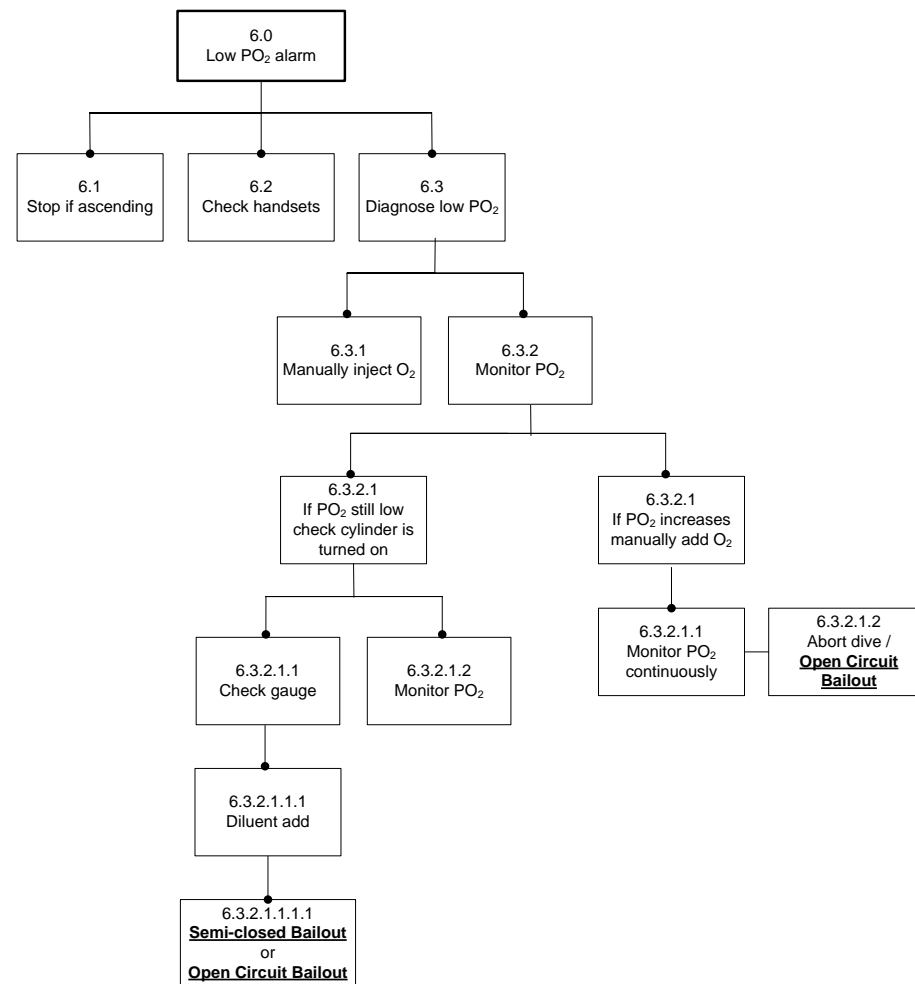 6.0
Low PO₂ alarm
6.1
Stop if ascending
6.2
Check handsets
6.3
Diagnose low PO₂
6.3.1
Manually inject O₂
6.3.2
Monitor PO₂
6.3.2.1
If PO₂ still low
check cylinder is
turned on
6.3.2.1
If PO₂ increases
manually add O₂
6.3.2.1.1
Check gauge
6.3.2.1.2
Monitor PO₂
6.3.2.1.1
Monitor PO₂
continuously
6.3.2.1.2
Abort dive /
Open Circuit
Bailout
6.3.2.1.1.1
Diluent add
6.3.2.1.1.1.1
Semi-closed Bailout
or
Open Circuit Bailout